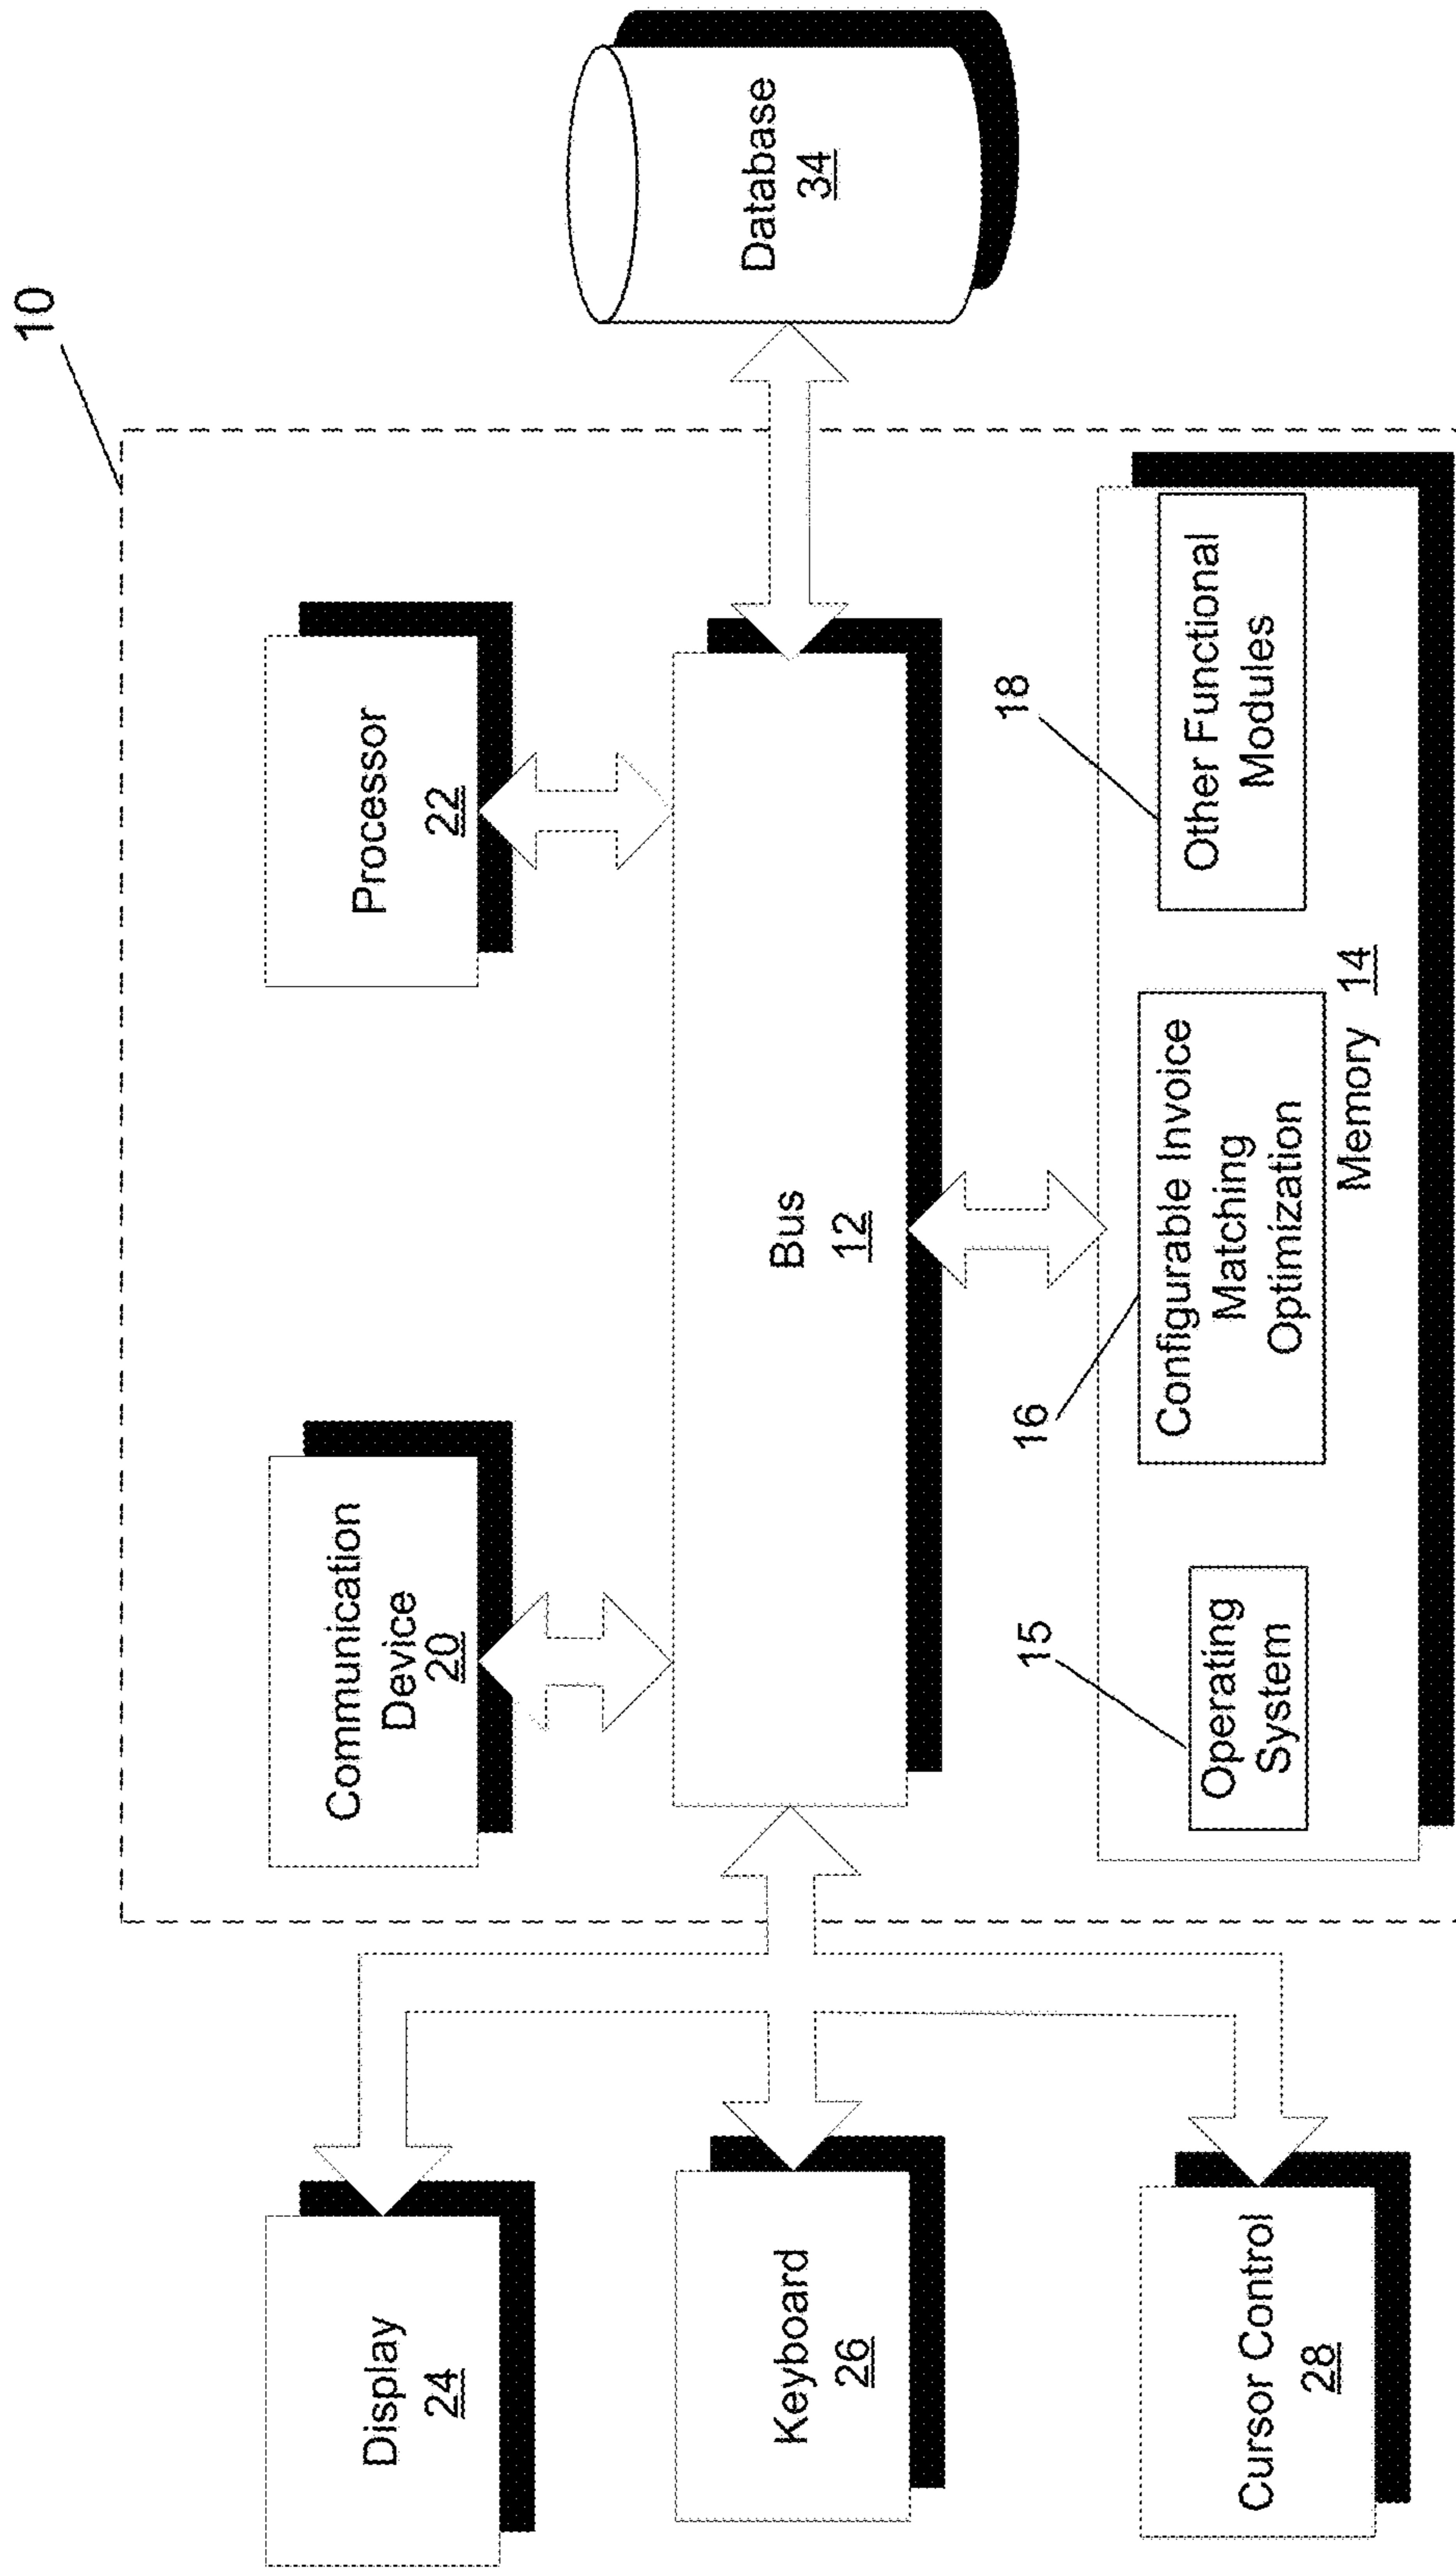 10
Display
24
Communication
Device
20
Processor
22
Keyboard
26
Bus
12
Database
34
15
16
18
Cursor Control
28
Operating
System
Configurable Invoice
Matching
Optimization
Other Functional
Modules
Memory 14